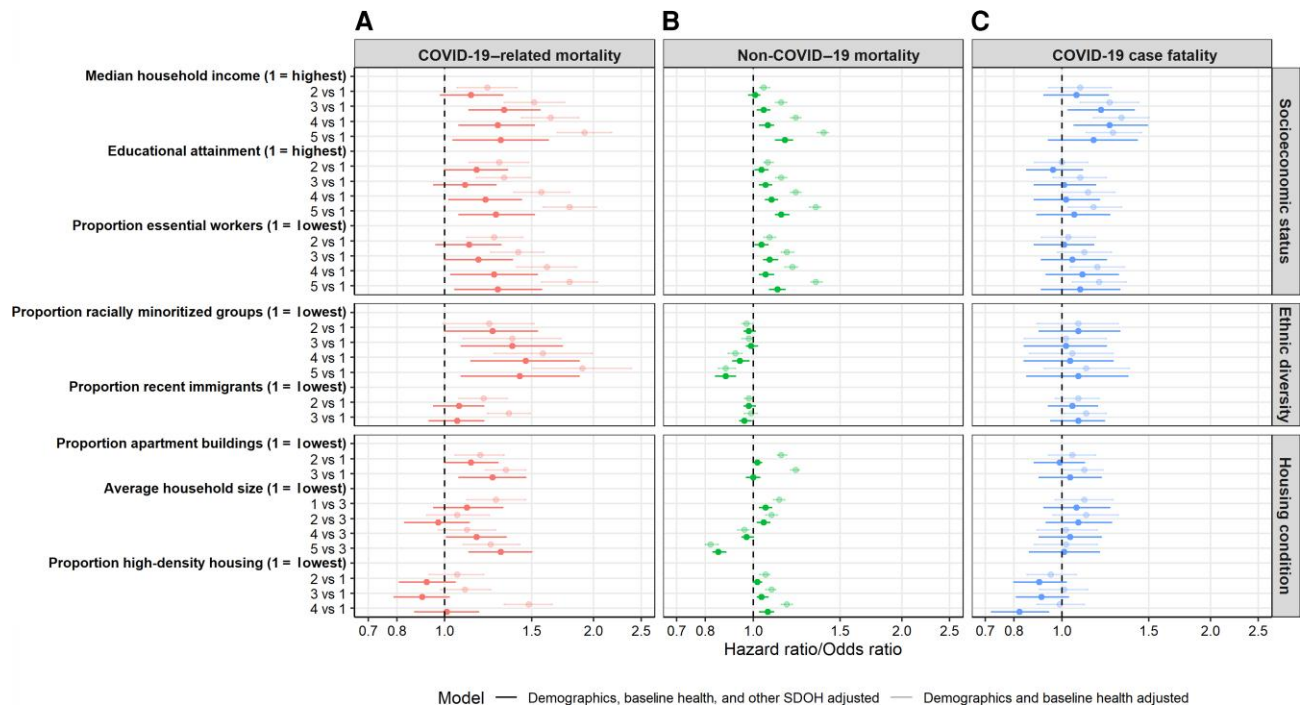 A B C
COVID-19–related mortality Non-COVID–19 mortality COVID-19 case fatality
Median household income (1 = highest)
2 vs 1
3 vs 1
4 vs 1
5 vs 1
Educational attainment (1 = highest)
2 vs 1
3 vs 1
4 vs 1
5 vs 1
Proportion essential workers (1 = lowest)
2 vs 1
3 vs 1
4 vs 1
5 vs 1
Socioeconomic status
Proportion racially minoritized groups (1 = lowest)
2 vs 1
3 vs 1
4 vs 1
5 vs 1
Proportion recent immigrants (1 = lowest)
2 vs 1
3 vs 1
Ethnic diversity
Proportion apartment buildings (1 = lowest)
2 vs 1
3 vs 1
Average household size (1 = lowest)
1 vs 3
2 vs 3
4 vs 3
5 vs 3
Proportion high-density housing (1 = lowest)
2 vs 1
3 vs 1
4 vs 1
Housing condition
0.7 0.8 1.0 1.5 2.0 2.5 0.7 0.8 1.0 1.5 2.0 2.5 0.7 0.8 1.0 1.5 2.0 2.5
Hazard ratio/Odds ratio
Model Demographics, baseline health, and other SDOH adjusted Demographics and baseline health adjusted